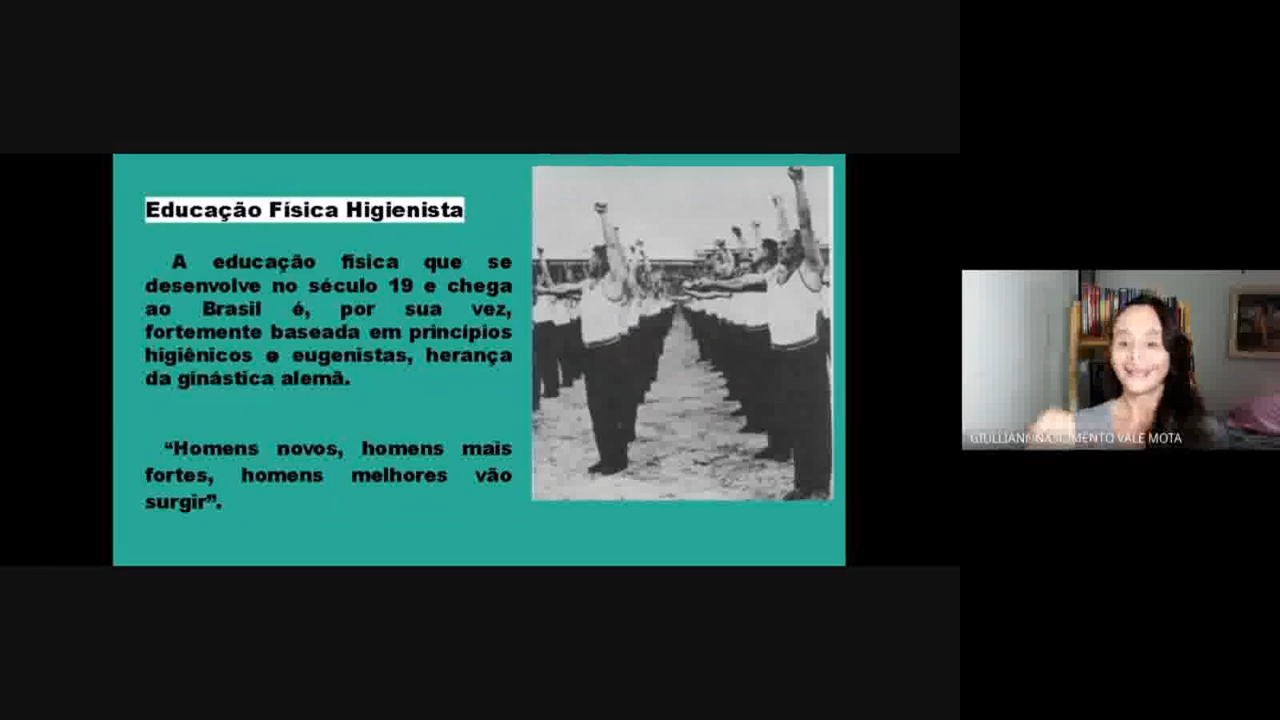 Educação Física Higienista
A educação física que se
desenvolve no século 19 e chega
ao Brasil é, por sua vez,
fortemente baseada em princípios
higiênicos e eugenistas, herança
da ginástica alemã.
“Homens novos, homens mais
fortes, homens melhores vão
surgir”.
VALE MOTA